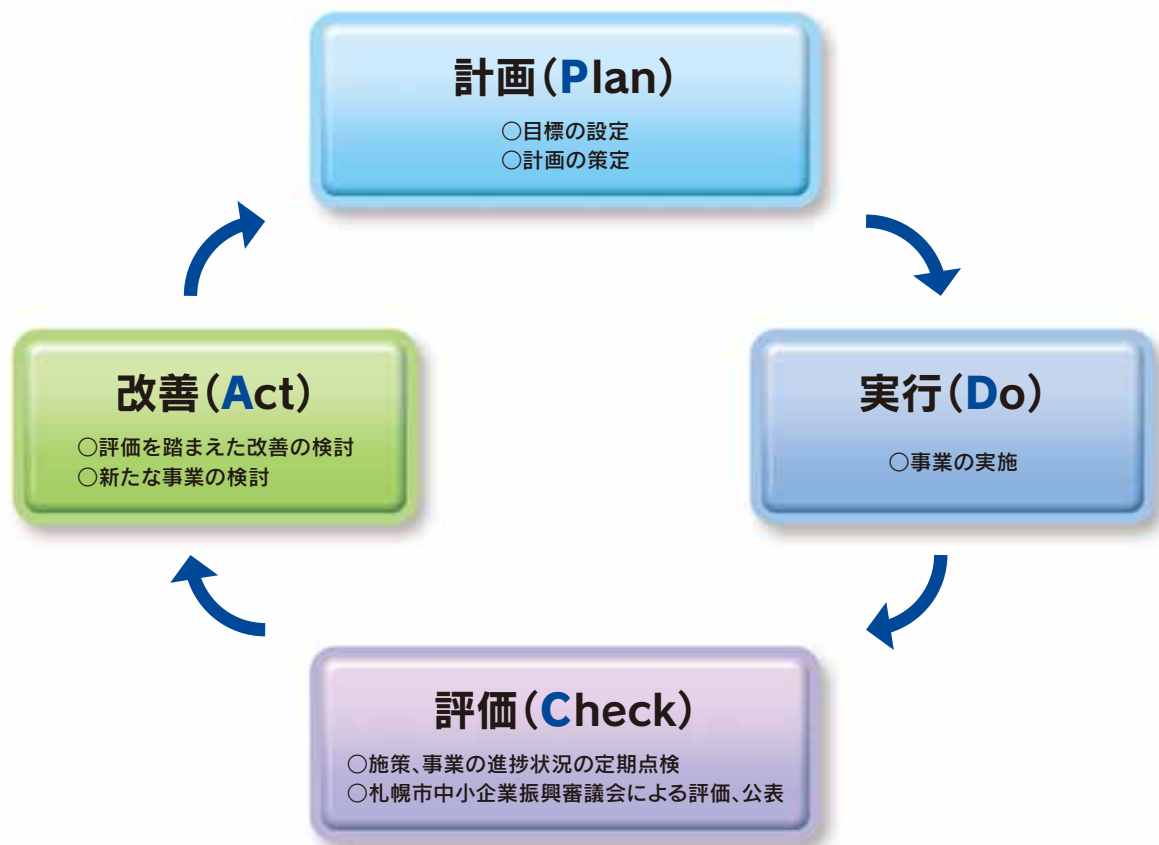 計画(Plan)
○目標の設定
○計画の策定
改善(Act)
○評価を踏まえた改善の検討
○新たな事業の検討
実行(Do)
○事業の実施
評価(Check)
○施策、事業の進捗状況の定期点検
○札幌市中小企業振興審議会による評価、公表